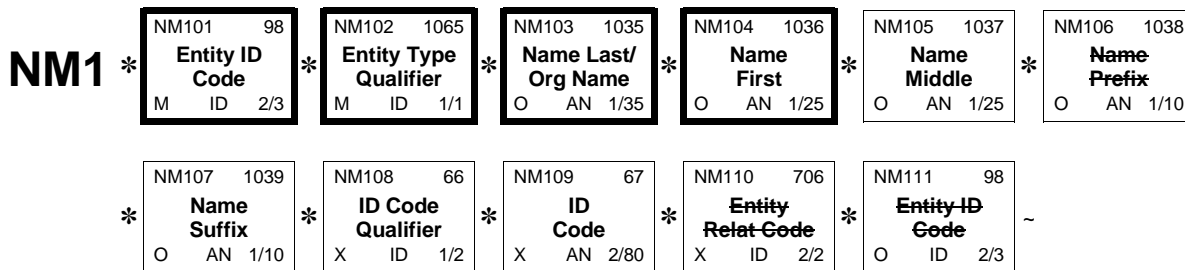 NM101 98 NM102 1065 NM103 1035 NM104 1036 NM105 1037 NM106 1038
NM1 * Entity ID * Entity Type * Name Last/ * Name * Name * Name
Code Qualifier Org Name First Middle Prefix
M ID 2/3 M ID 1/1 O AN 1/35 O AN 1/25 O AN 1/25 O AN 1/10
NM107 1039 NM108 66 NM109 67 NM110 706 NM111 98
* Name * ID Code * ID * Entity * Entity ID ~
Suffix Qualifier Code Relat Code Code
O AN 1/10 X ID 1/2 X AN 2/80 X ID 2/2 O ID 2/3